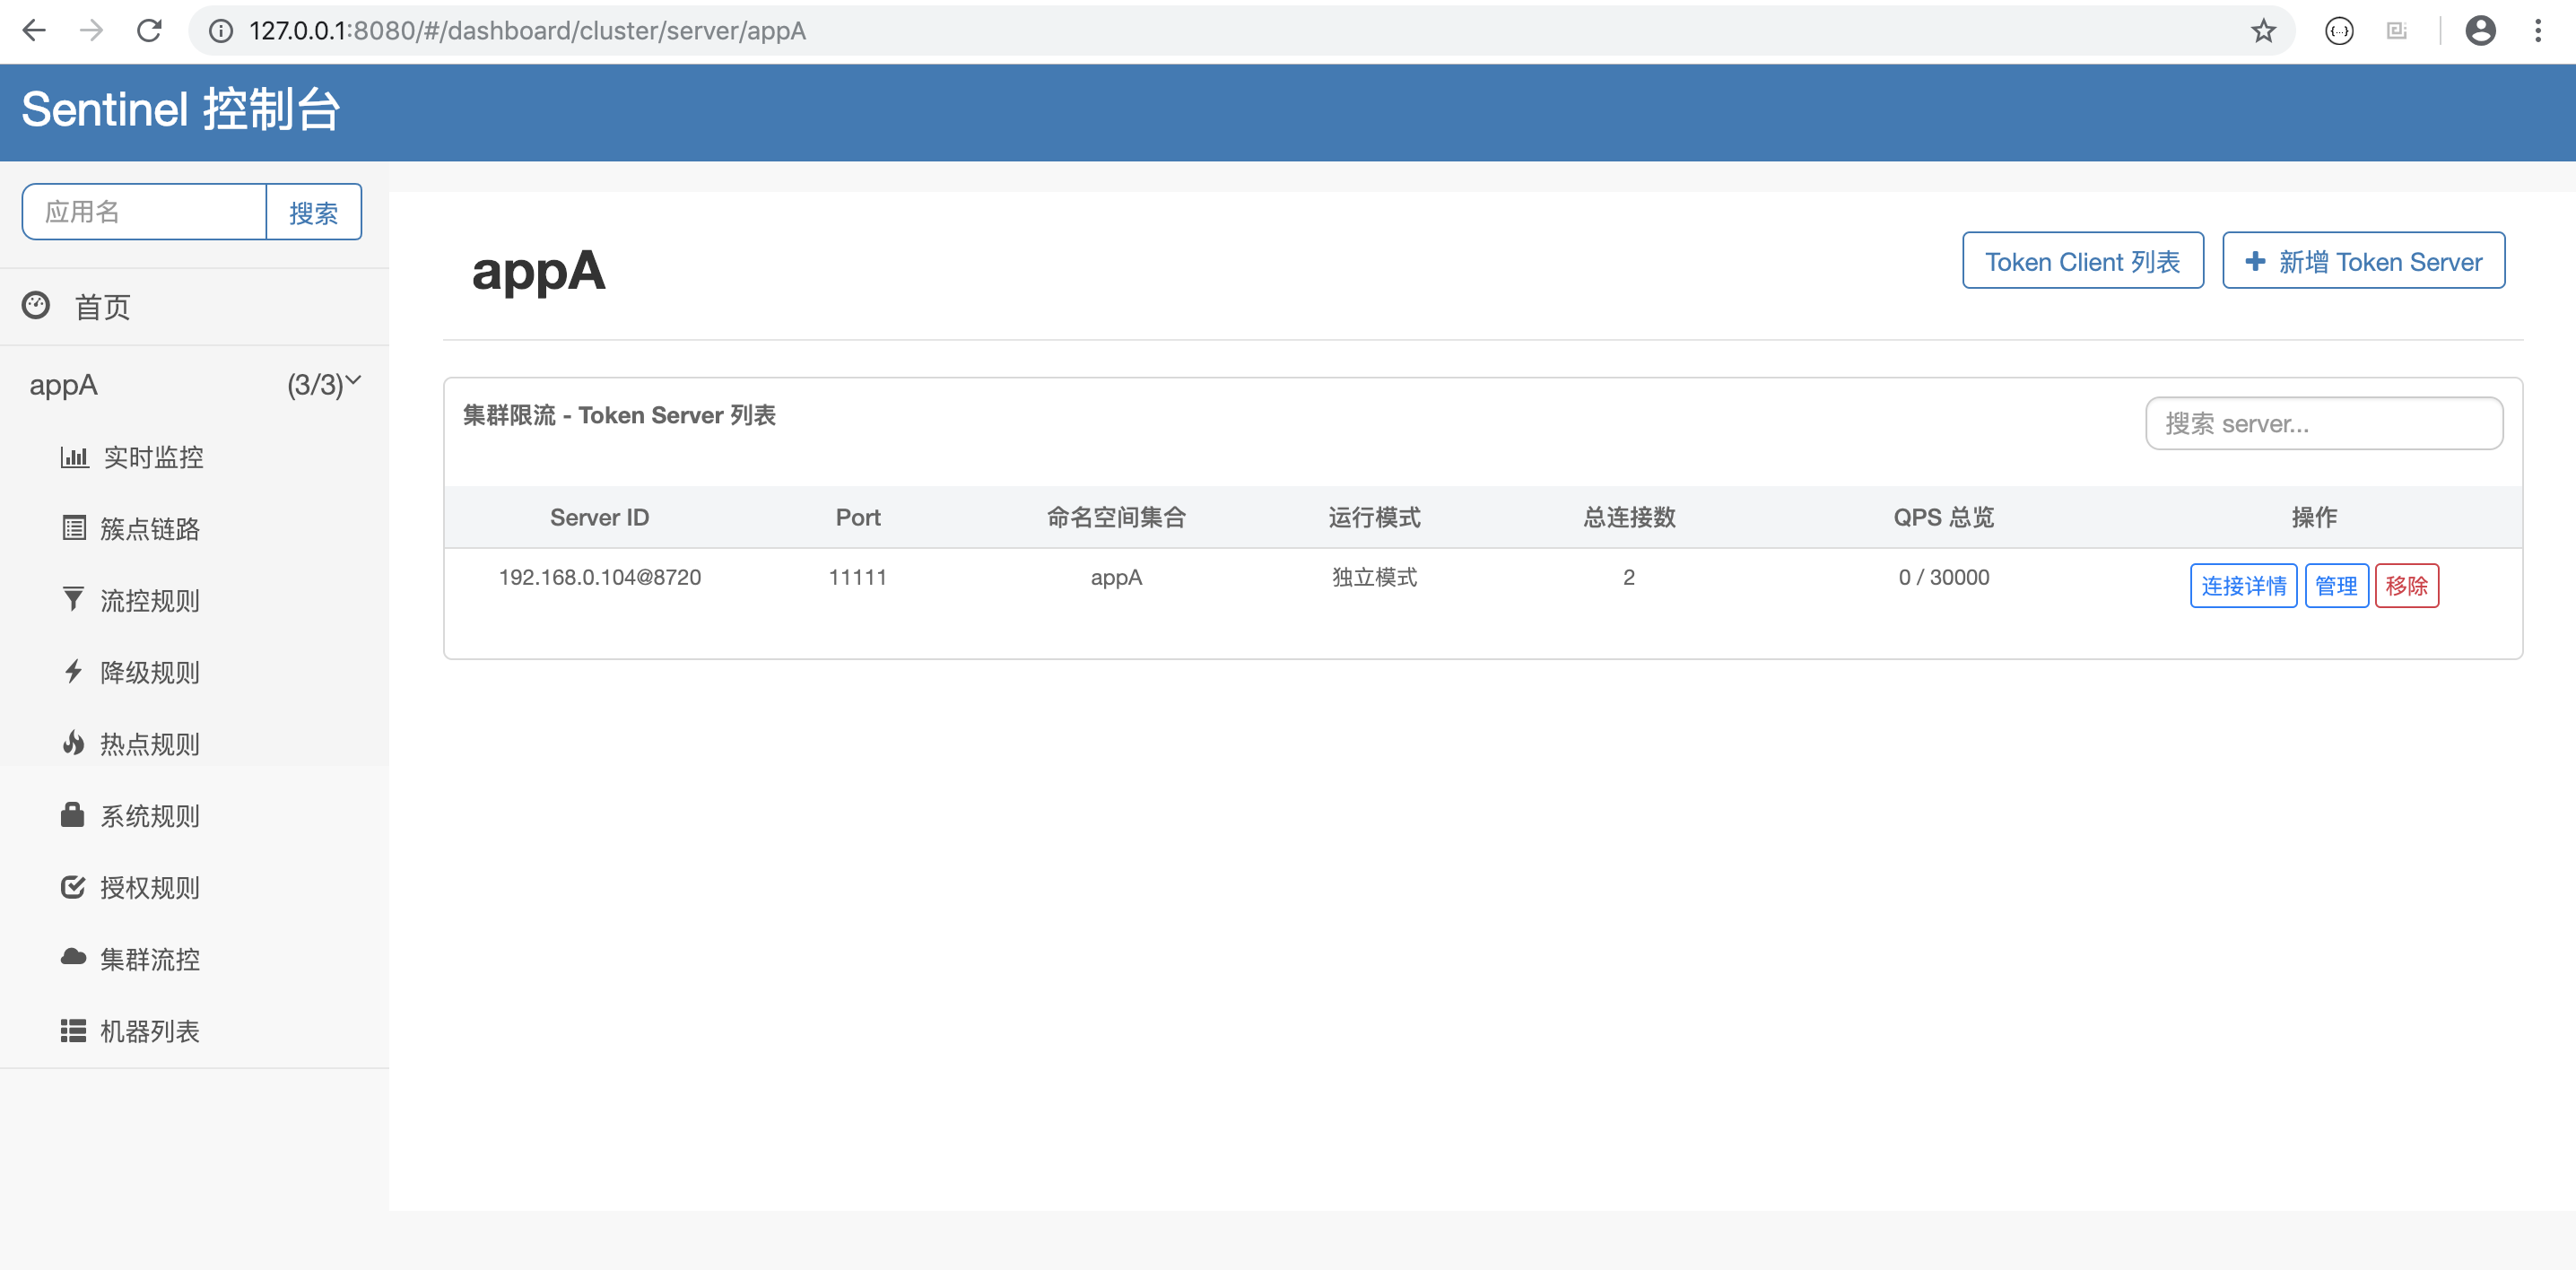 127.0.0.1:8080/#/dashboard/cluster/server/appA
Sentinel 控制台
应用名 搜索
首页
appA (3/3)
实时监控
簇点链路
流控规则
降级规则
热点规则
系统规则
授权规则
集群流控
机器列表
appA
Token Client 列表 新增 Token Server
集群限流 - Token Server 列表 搜索 server...
Server ID Port 命名空间集合 运行模式 总连接数 QPS 总览 操作
192.168.0.104@8720 11111 appA 独立模式 2 0 / 30000 连接详情 管理 移除